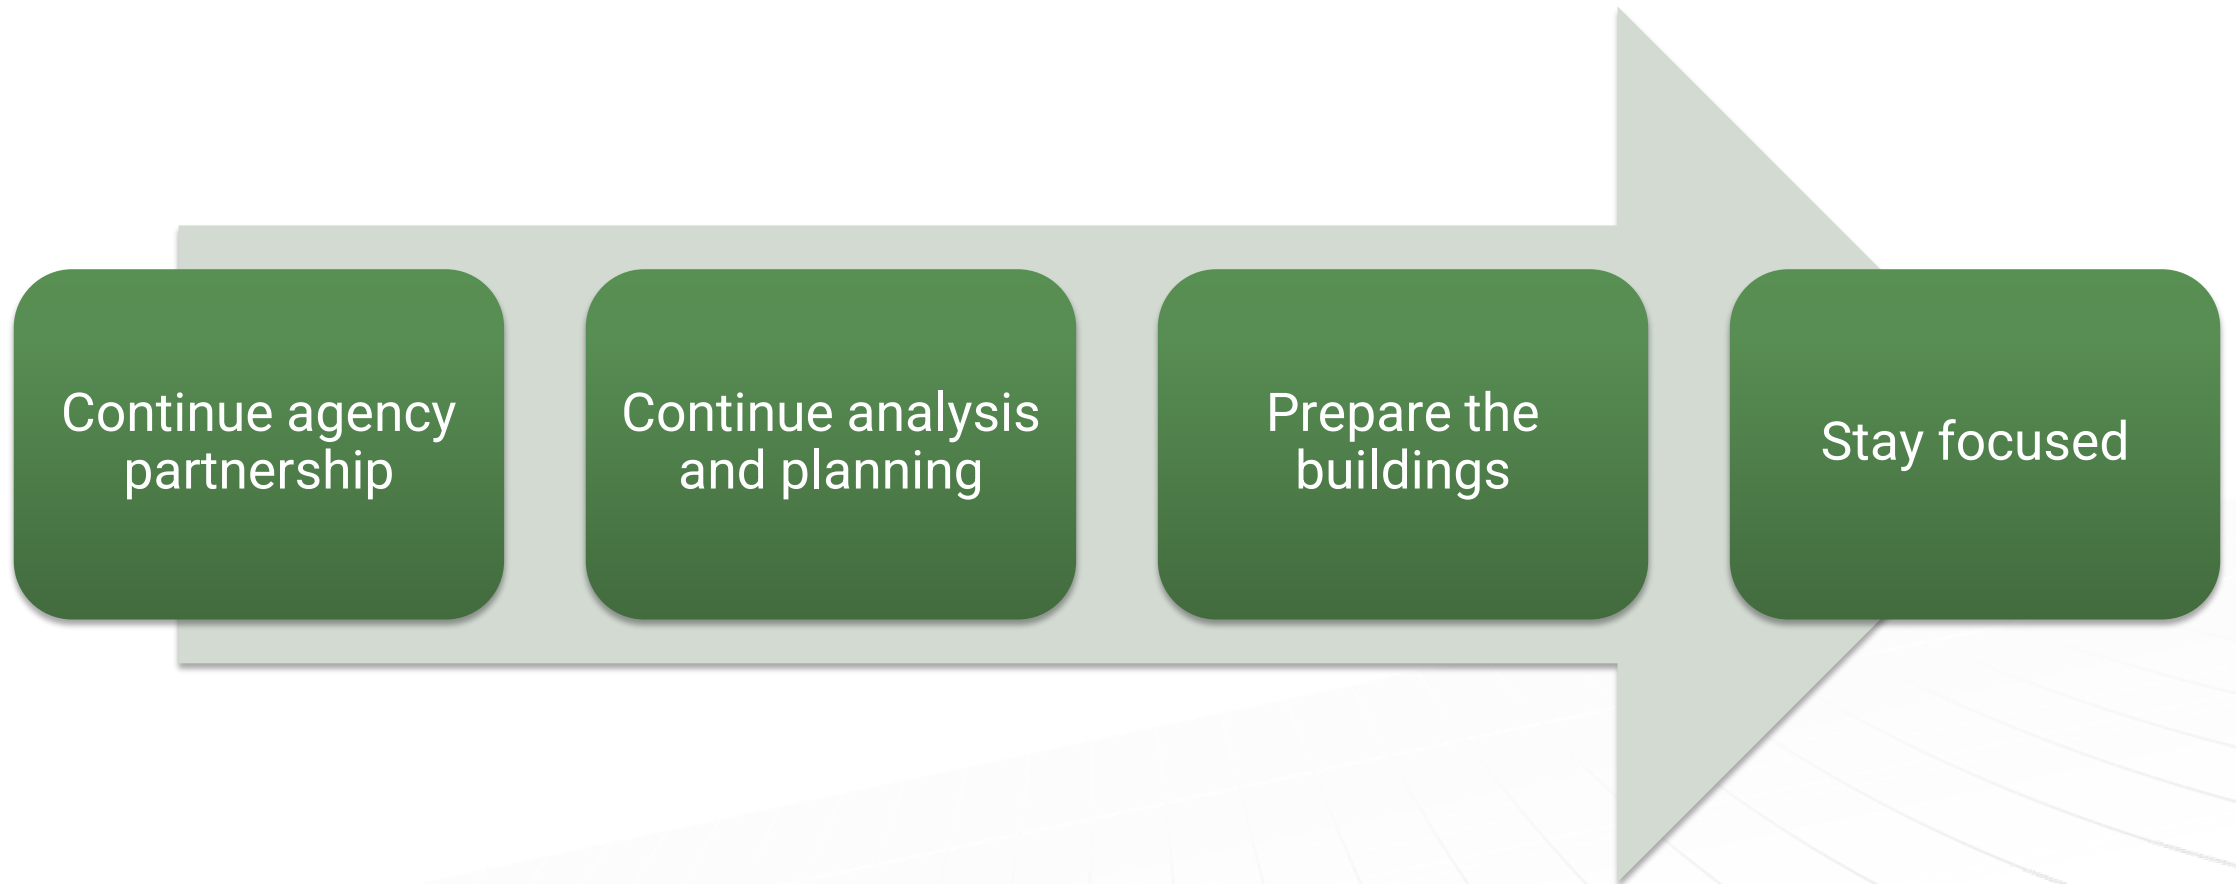 Continue agency
partnership
Continue analysis
and planning
Prepare the
buildings
Stay focused